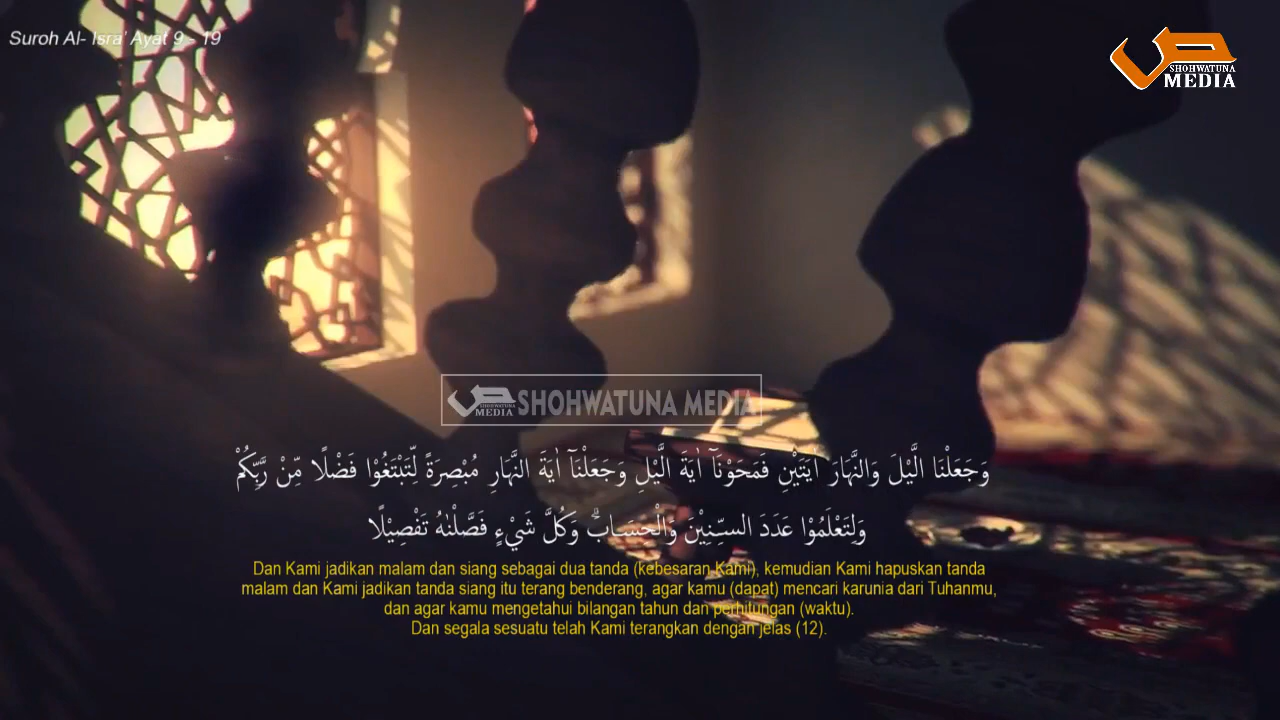 Suroh Al- Isra' Ayat 9 - 19
SHOHWATUNA
MEDIA
SHOHWATUNA
MEDIA
SHOHWATUNA MEDIA
وَجَعَلْنَا الَّيْلَ وَالنَّهَارَ اٰيَتَيْنِ فَمَحَوْنَآ اٰيَةَ الَّيْلِ وَجَعَلْنَآ اٰيَةَ النَّهَارِ مُبْصِرَةً لِّتَبْتَغُوْا فَضْلًا مِّنْ رَّبِّكُمْ
وَلِتَعْلَمُوْا عَدَدَ السِّنِيْنَ وَالْحِسَابَۗ وَكُلَّ شَيْءٍ فَصَّلْنٰهُ تَفْصِيْلًا
Dan Kami jadikan malam dan siang sebagai dua tanda (kebesaran Kami), kemudian Kami hapuskan tanda
malam dan Kami jadikan tanda siang itu terang benderang, agar kamu (dapat) mencari karunia dari Tuhanmu,
dan agar kamu mengetahui bilangan tahun dan perhitungan (waktu).
Dan segala sesuatu telah Kami terangkan dengan jelas (12).